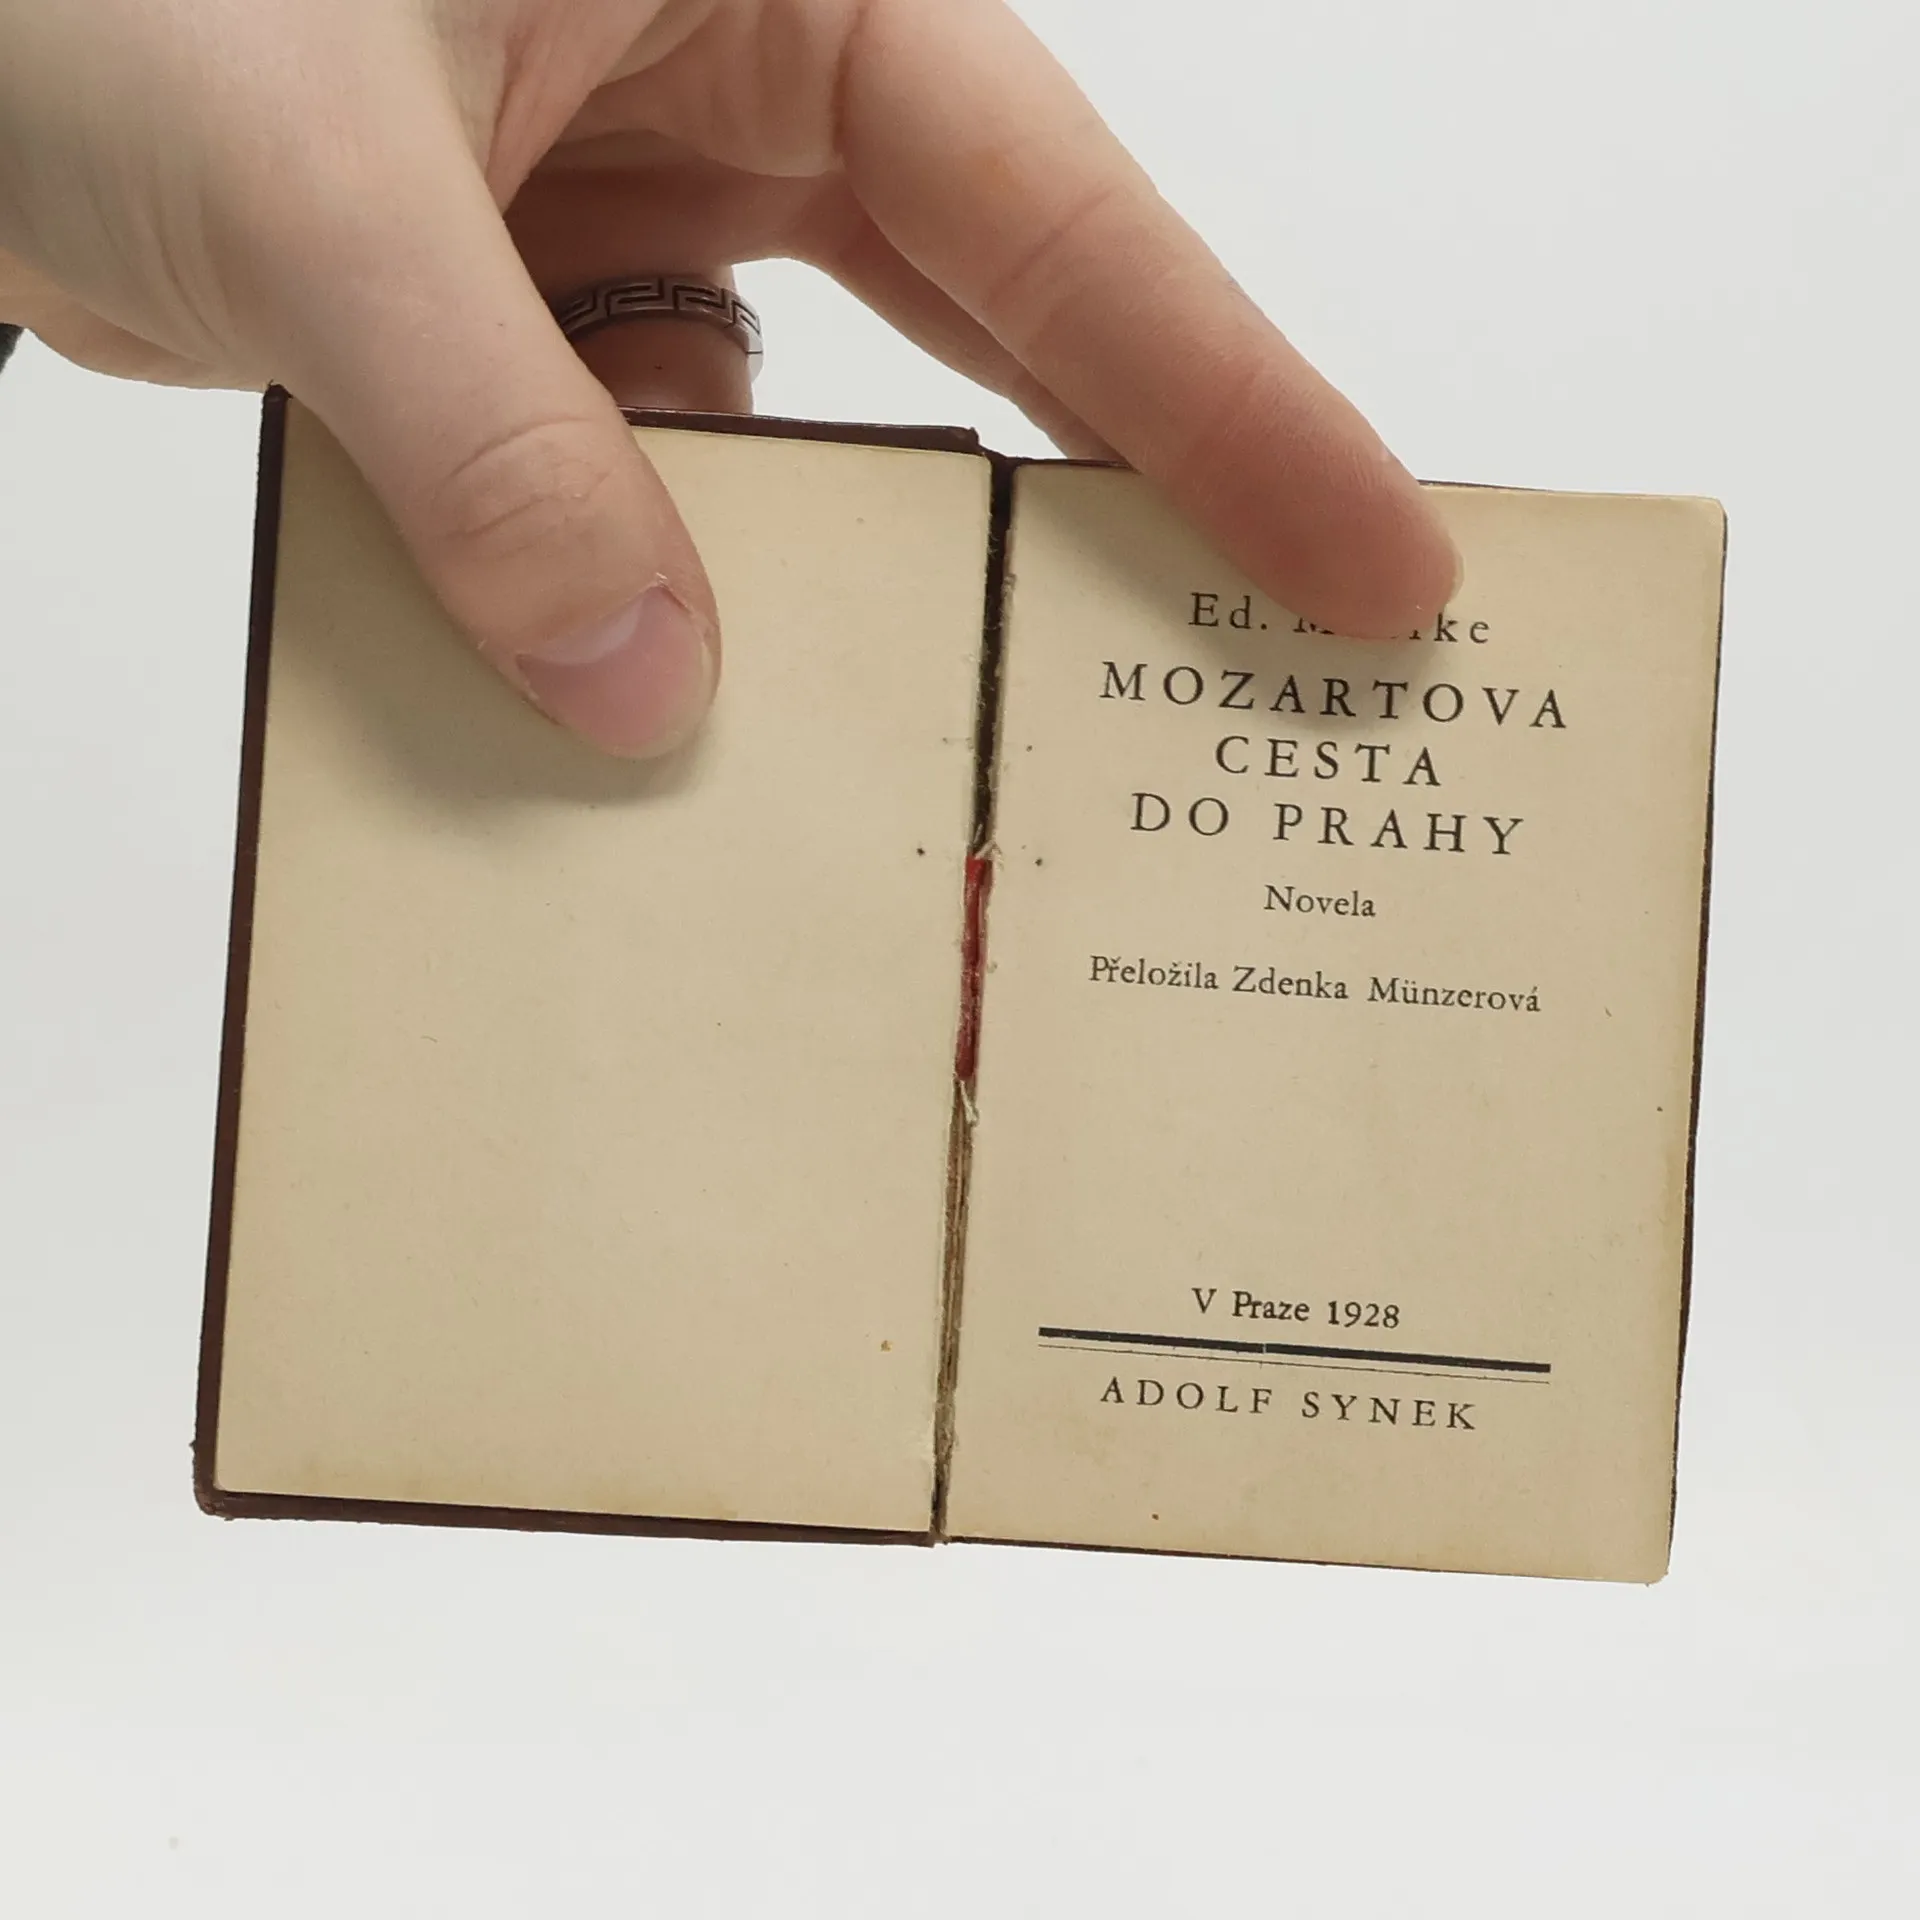 Ed.
MOZARTOVA
CESTA
DO PRAHY
Novela
Přeložila Zdenka Münzerová
V Praze 1928
ADOLF SYNEK